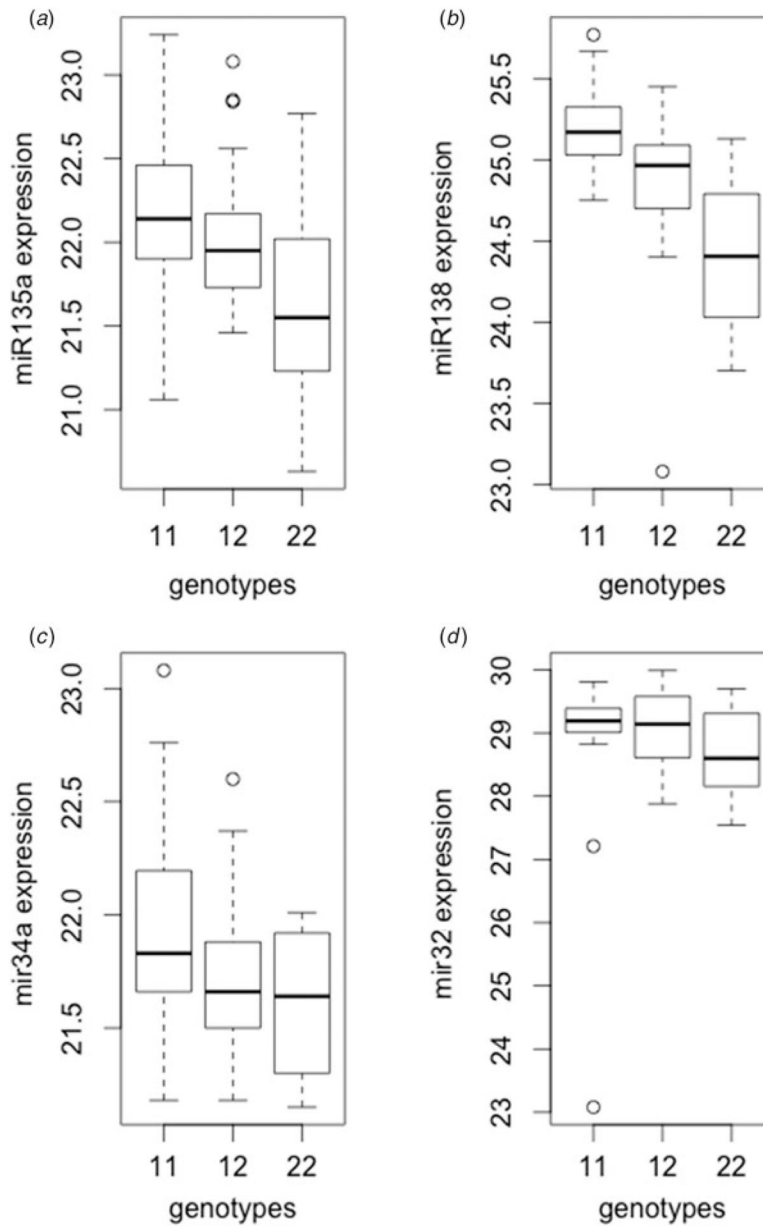 (a)
miR135a expression
23.0
22.5
22.0
21.5
21.0
11 12 22
genotypes
(b)
miR138 expression
25.5
25.0
24.5
24.0
23.5
23.0
11 12 22
genotypes
(c)
mir34a expression
23.0
22.5
22.0
21.5
11 12 22
genotypes
(d)
mir32 expression
30
29
28
27
26
25
24
23
11 12 22
genotypes